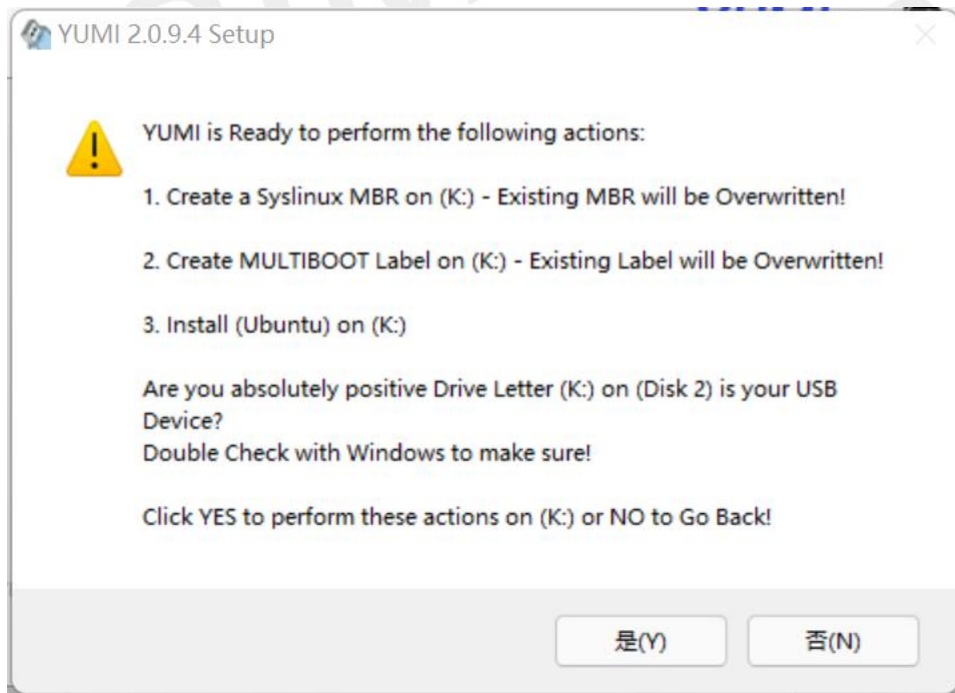 YUMI 2.0.9.4 Setup
YUMI is Ready to perform the following actions:
1. Create a Syslinux MBR on (K:) - Existing MBR will be Overwritten!
2. Create MULTIBOOT Label on (K:) - Existing Label will be Overwritten!
3. Install (Ubuntu) on (K:)
Are you absolutely positive Drive Letter (K:) on (Disk 2) is your USB
Device?
Double Check with Windows to make sure!
Click YES to perform these actions on (K:) or NO to Go Back!
是(Y) 否(N)